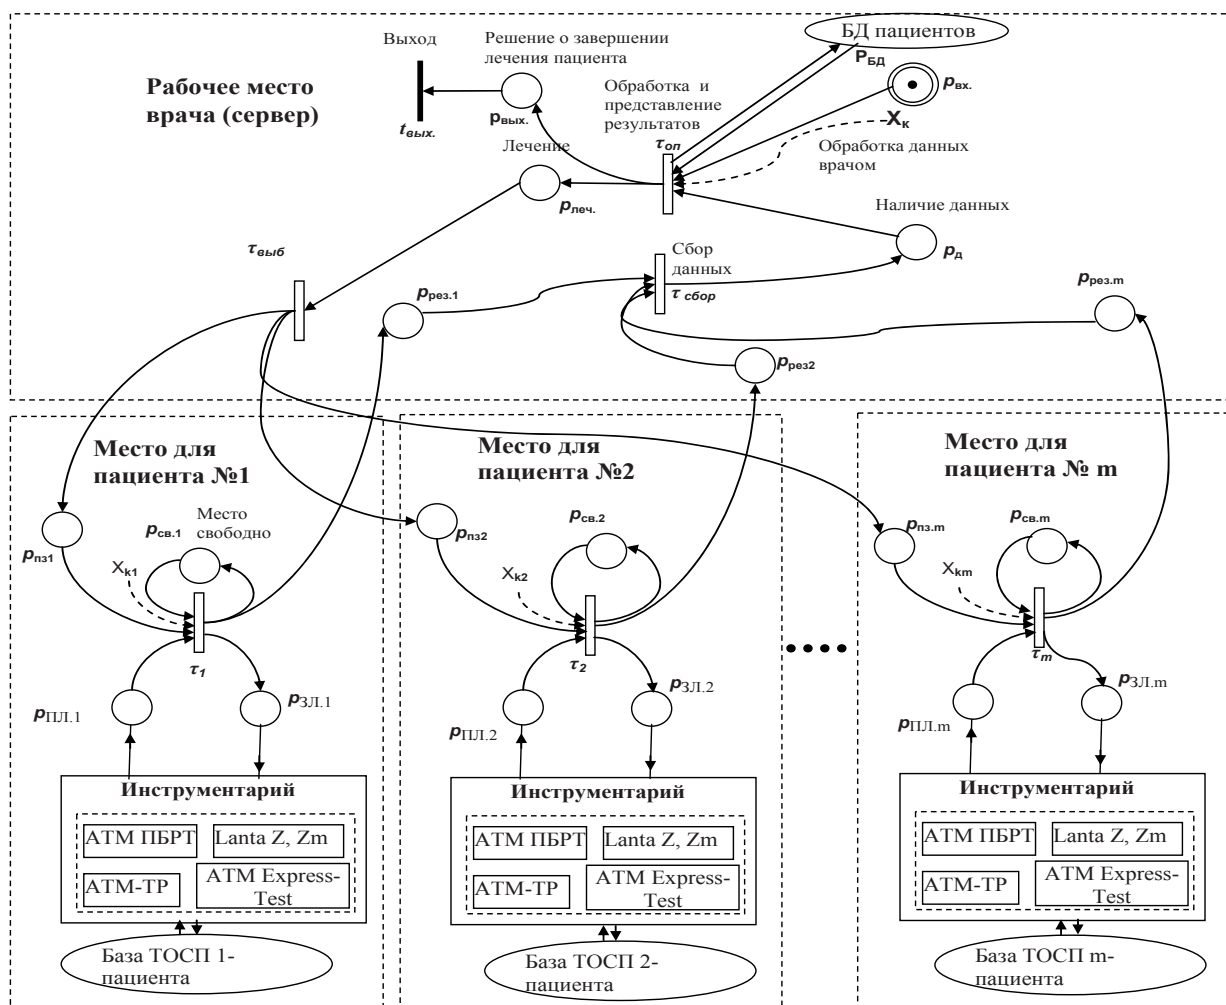 БД пациентов
Выход
Решение о завершении
лечения пациента
PБД
Рабочее место
врача (сервер)
Обработка и
представление
результатов
pвх.
Xк
tвых.
pвых.
τоп
Обработка данных
врачом
Лечение
pлеч.
Наличие данных
τвыб
Сбор
данных
pд
pрез.1
τ сбор
pрез.m
pрез2
Место для
пациента №1
Место для
пациента №2
Место для
пациента № m
pпз1
pсв.1
Место
свободно
Xk1
τ1
pПЛ.1
pЗЛ.1
pпз2
pсв.2
Xk2
τ2
pПЛ.2
pЗЛ.2
pпз.m
pсв.m
Xkm
τm
pПЛ.m
pЗЛ.m
Инструментарий
АТМ ПБРТ
Lanta Z, Zm
АТМ-ТР
ATM Express-
Test
База ТОСП 1-
пациента
Инструментарий
АТМ ПБРТ
Lanta Z, Zm
АТМ-ТР
ATM Express-
Test
База ТОСП 2-
пациента
Инструментарий
АТМ ПБРТ
Lanta Z, Zm
АТМ-ТР
ATM Express-
Test
База ТОСП m-
пациента